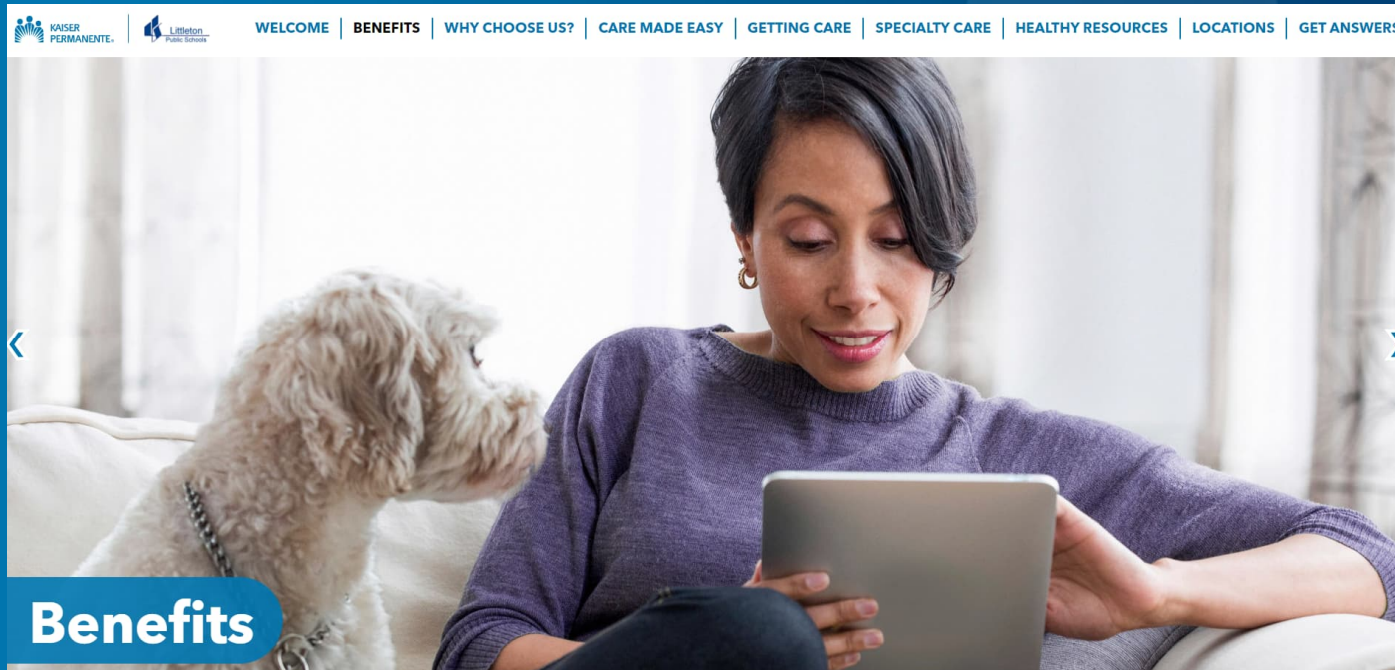 KAISER
PERMANENTE®
Littleton
Public Schools
WELCOME
BENEFITS
WHY CHOOSE US?
CARE MADE EASY
GETTING CARE
SPECIALTY CARE
HEALTHY RESOURCES
LOCATIONS
GET ANSWERS
Benefits